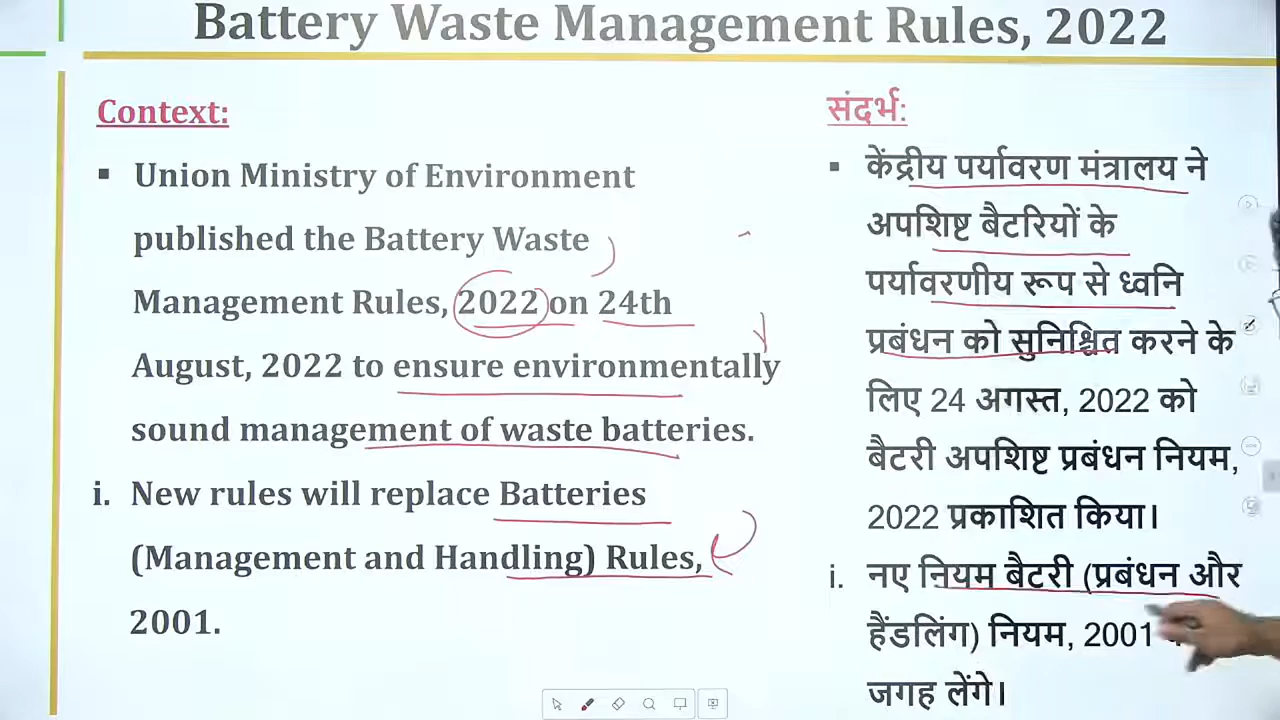 Battery Waste Management Rules, 2022
Context:
▪ Union Ministry of Environment
published the Battery Waste
Management Rules, 2022 on 24th
August, 2022 to ensure environmentally
sound management of waste batteries.
i. New rules will replace Batteries
(Management and Handling) Rules,
2001.
संदर्भ:
▪ केंद्रीय पर्यावरण मंत्रालय ने
अपशिष्ट बैटरियों के
पर्यावरणीय रूप से ध्वनि
प्रबंधन को सुनिश्चित करने के
लिए 24 अगस्त, 2022 को
बैटरी अपशिष्ट प्रबंधन नियम,
2022 प्रकाशित किया।
i. नए नियम बैटरी (प्रबंधन और
हैंडलिंग) नियम, 2001
जगह लेंगे।